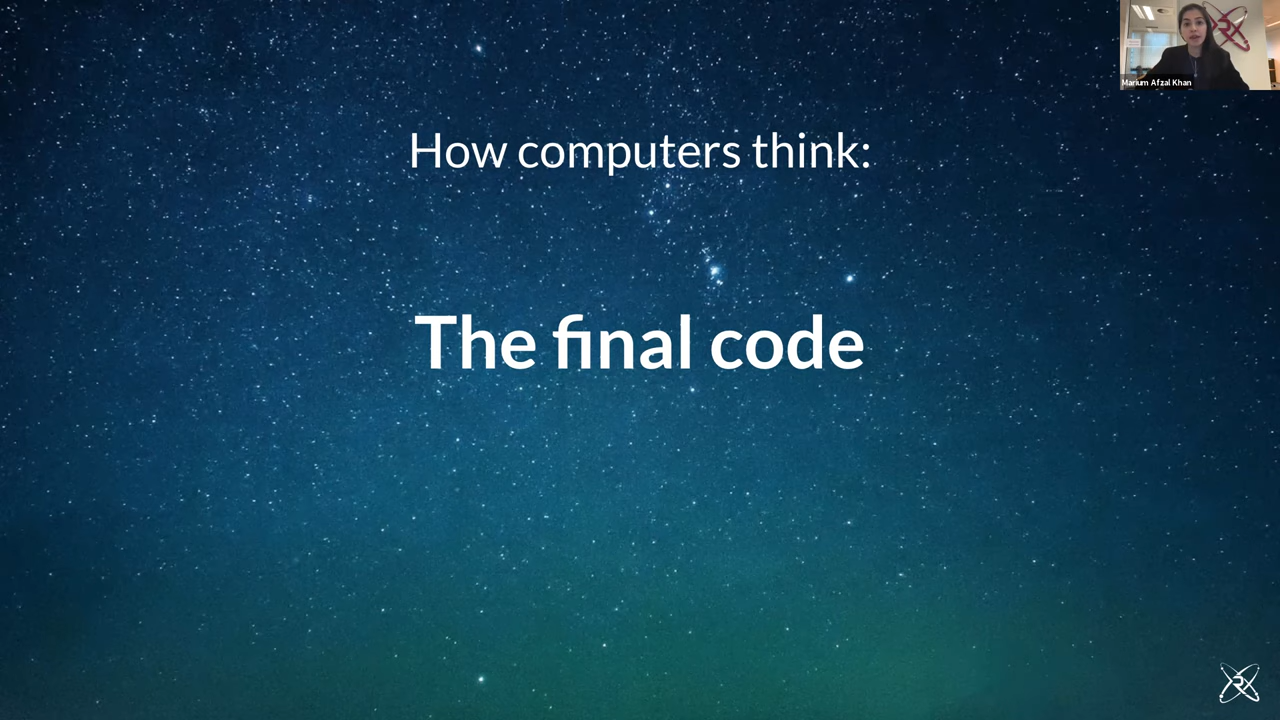 Marium Afzal Khan
How computers think:
The final code